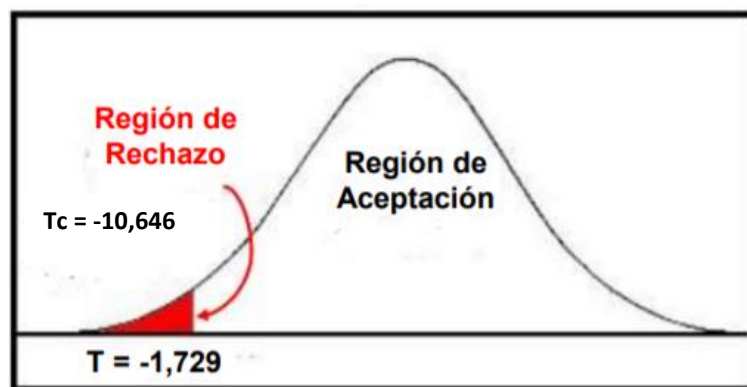 Región de
Rechazo
Región de
Aceptación
Tc = -10,646
T = -1,729